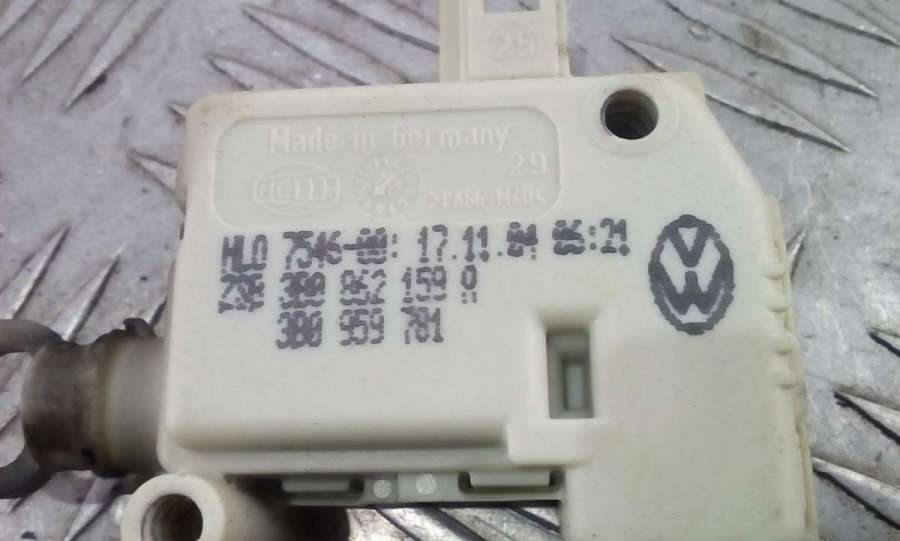 25
Made in Germany
29
HELLA
>PA66-M40<
HLO 7546-00: 17.11.04 06:21
ZSB 3B0 962 159 A
3B0 959 781